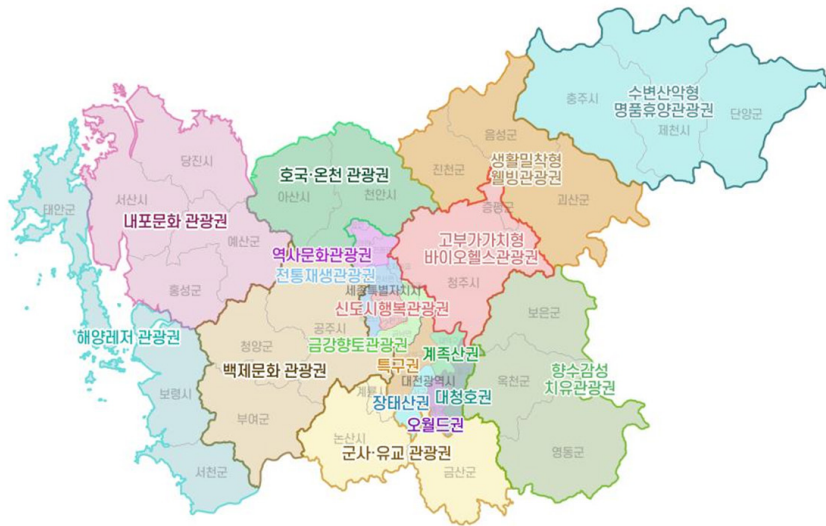 수변산악형
명품휴양관광권
충주시
제천시
단양군
음성군
진천군
생활밀착형
웰빙관광권
괴산군
증평군
호국·온천 관광권
아산시
천안시
당진시
서산시
태안군
내포문화 관광권
예산군
홍성군
고부가가치형
바이오헬스관광권
청주시
역사문화관광권
전통재생관광권
세종특별자치시
신도시행복관광권
해양레저 관광권
공주시
금강향토관광권
보은군
청양군
백제문화 관광권
특구권
계족산권
향수감성
치유관광권
옥천군
대전광역시
계룡시
장태산권
대청호권
보령시
부여군
오월드권
논산시
군사·유교 관광권
영동군
금산군
서천군